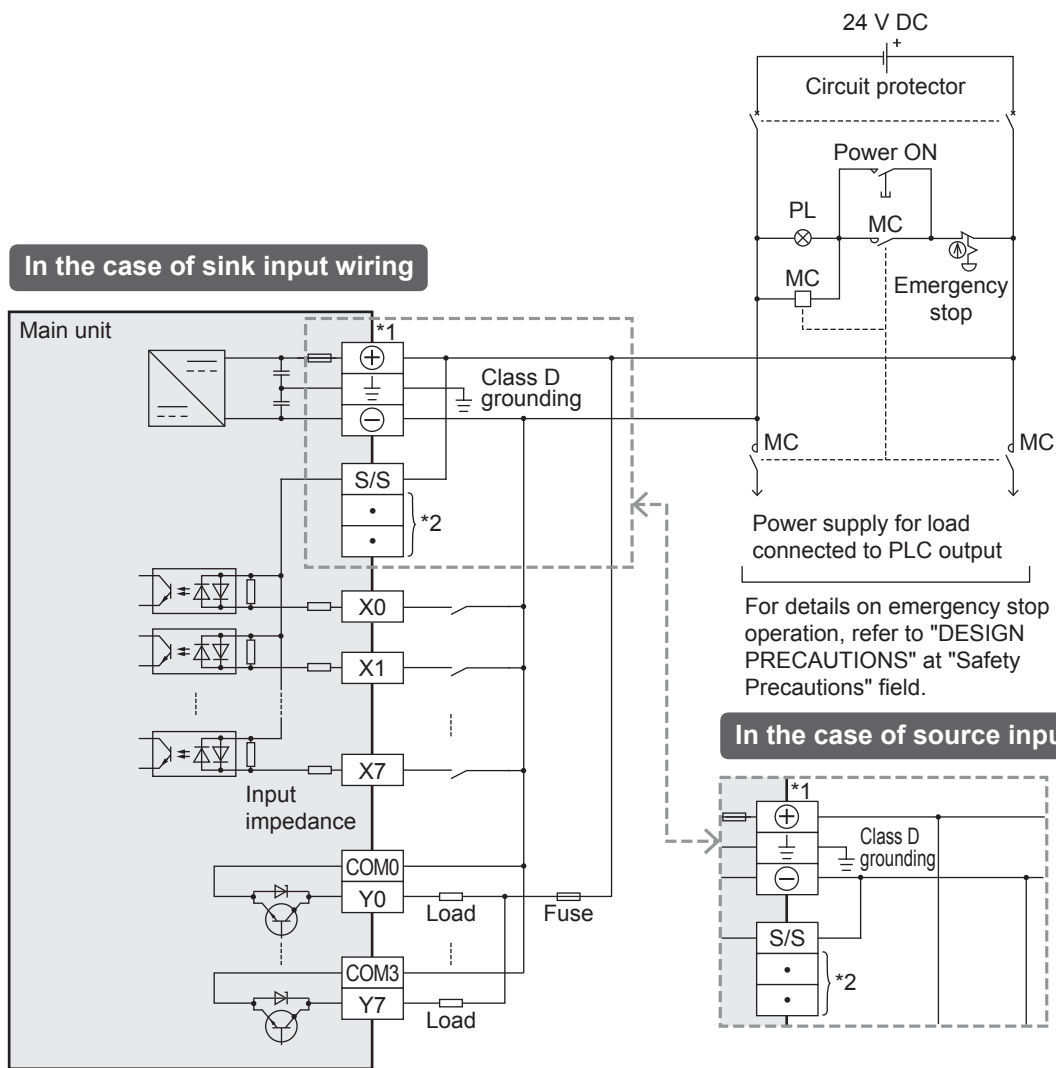 24 V DC
+
Circuit protector
Power ON
PL
MC
MC
Emergency
stop
In the case of sink input wiring
Main unit
*1
+
Class D
grounding
−
MC
MC
S/S
•
*2
•
Power supply for load
connected to PLC output
X0
For details on emergency stop
operation, refer to "DESIGN
PRECAUTIONS" at "Safety
Precautions" field.
X1
In the case of source inpu
X7
Input
impedance
*1
+
Class D
grounding
−
S/S
•
*2
•
COM0
Y0
Load
Fuse
COM3
Y7
Load